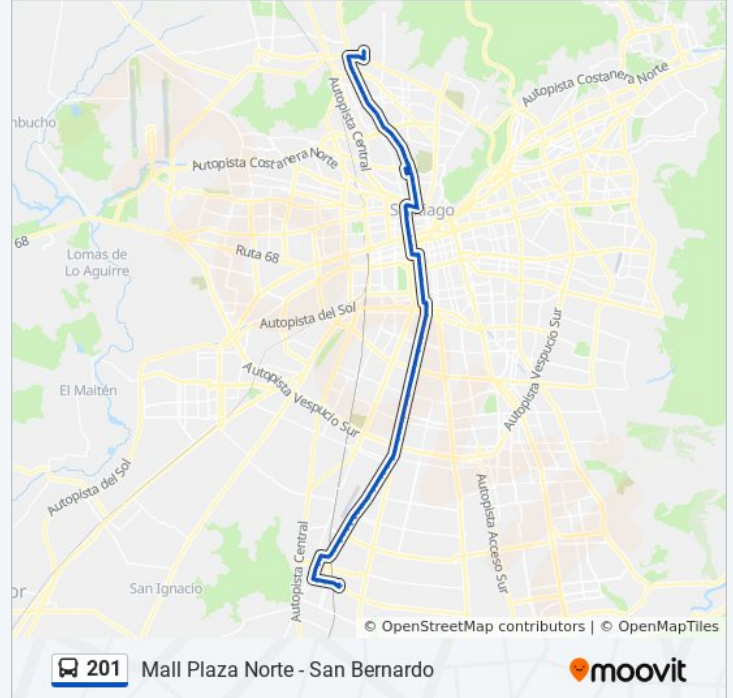 Autopista Costanera Norte
nbucho
Autopista Central
Autopista Costanera Norte
Santiago
68
Lomas de
Lo Aguirre
Ruta 68
Autopista del Sol
Autopista Vespucio Sur
El Maitén
Autopista Vespucio Sur
Autopista del Sol
Autopista Acceso Sur
Autopista Central
San Ignacio
or
© OpenStreetMap contributors | © OpenMapTiles
201 Mall Plaza Norte - San Bernardo
moovit